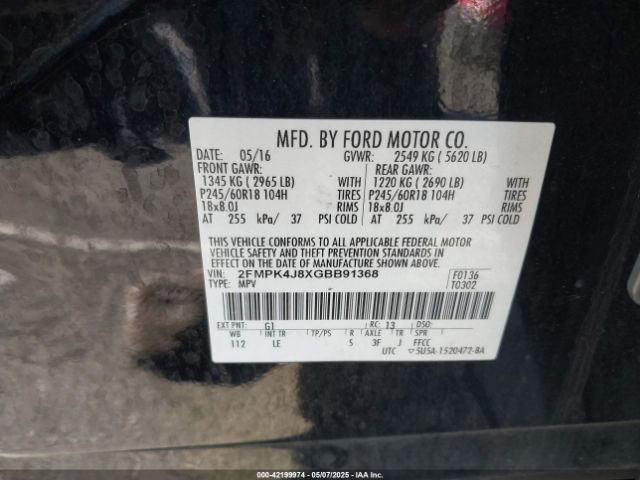 MFD. BY FORD MOTOR CO.
DATE: 05/16 GVWR: 2549 KG ( 5620 LB)
FRONT GAWR: REAR GAWR:
1345 KG ( 2965 LB) WITH 1220 KG ( 2690 LB) WITH
P245/60R18 104H TIRES P245/60R18 104H TIRES
18x8.0J RIMS 18x8.0J RIMS
AT 255 kPa/ 37 PSI COLD AT 255 kPa/ 37 PSI COLD
THIS VEHICLE CONFORMS TO ALL APPLICABLE FEDERAL MOTOR
VEHICLE SAFETY AND THEFT PREVENTION STANDARDS IN EFFECT
ON THE DATE OF MANUFACTURE SHOWN ABOVE.
VIN: 2FMPK4J8XGBB91368 F0136
TYPE: MPV T0302
EXT PNT: G1 RC: 13 DSO:
WB INT TR TP/PS R AXLE TR SPR
112 LE S 3F J FFCC
UTC ▽5U5A-1520472-BA
© IAA - 42199974 - 05/07/2025 - IAAI.COM